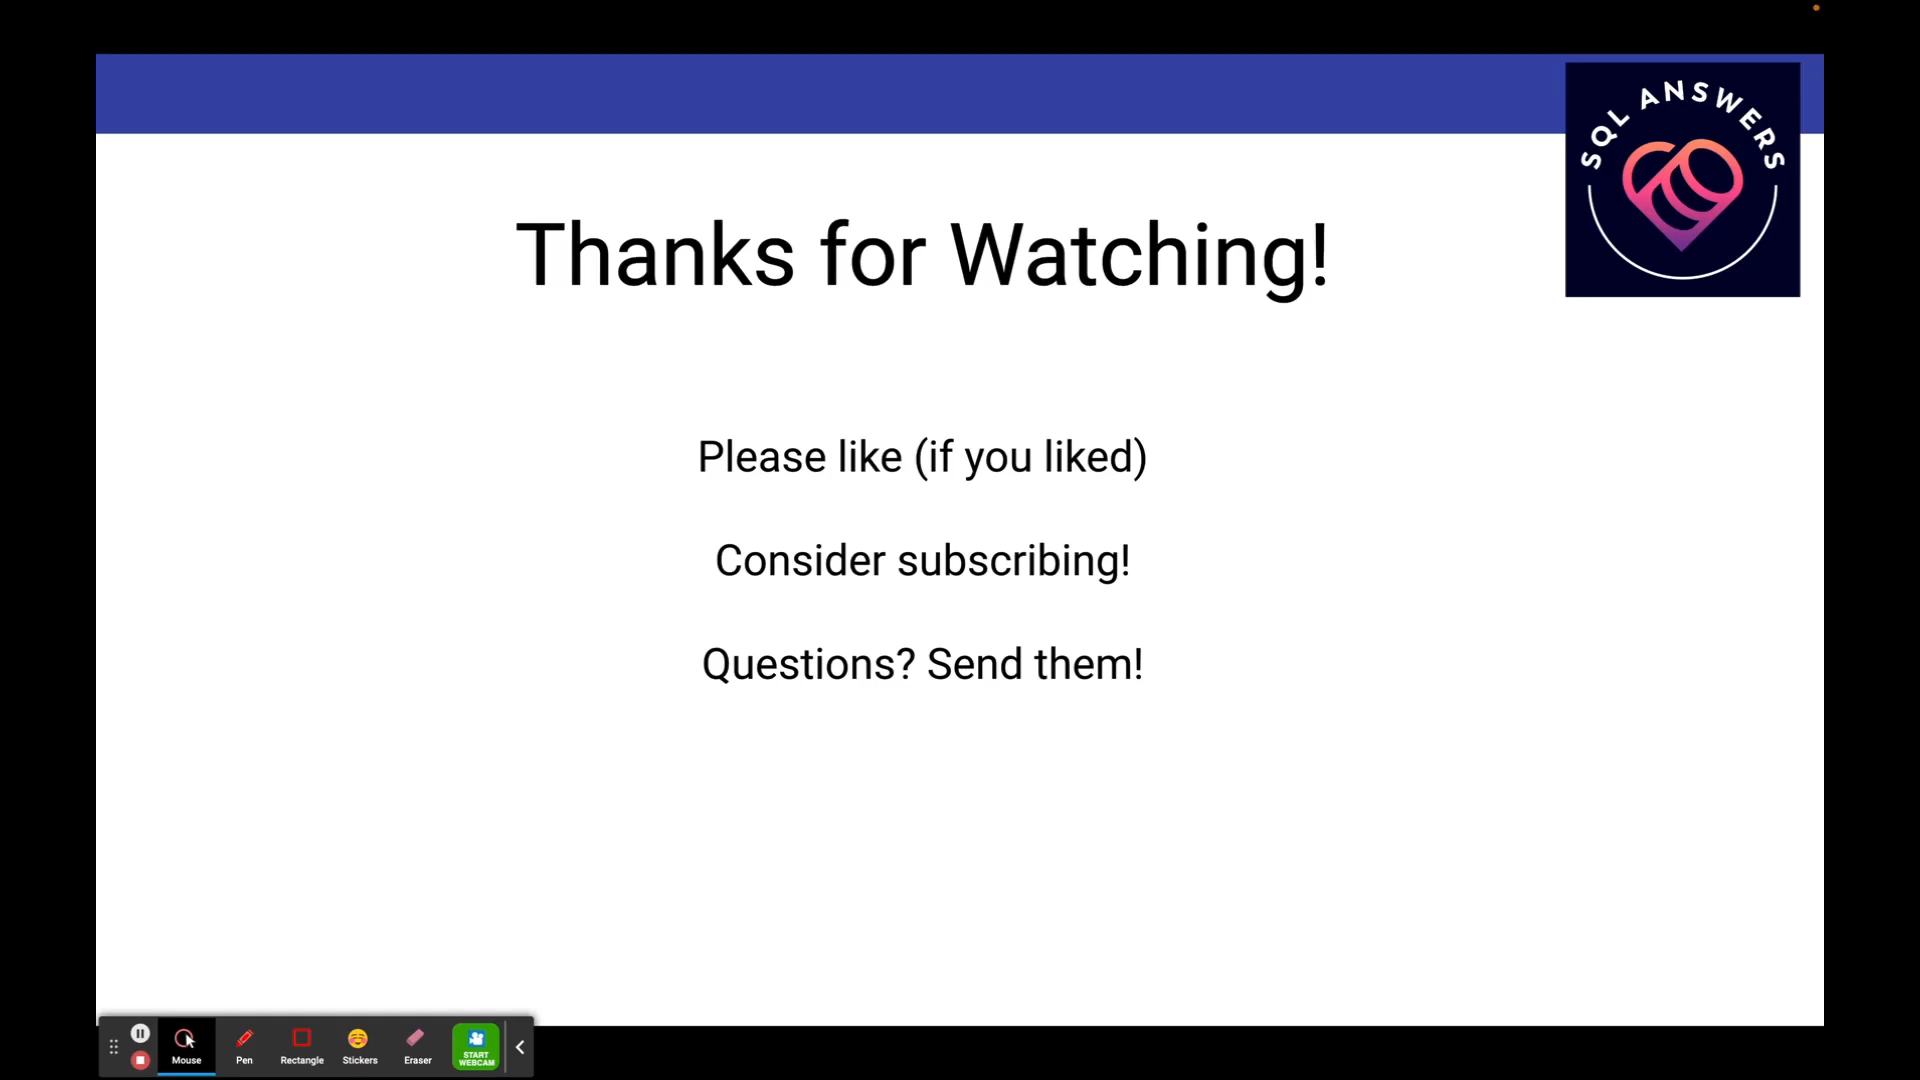 SQL ANSWERS
Thanks for Watching!
Please like (if you liked)
Consider subscribing!
Questions? Send them!
Mouse
Pen
Rectangle
Stickers
Eraser
START
WEBCAM